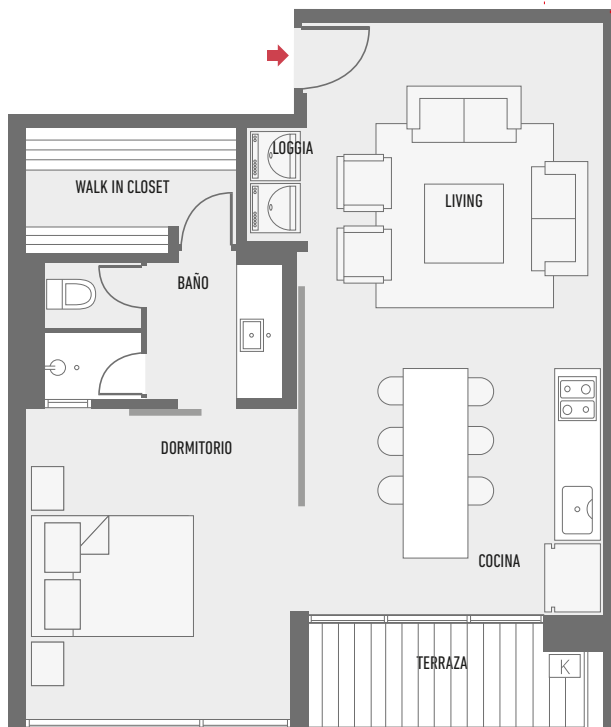 LOGGIA
WALK IN CLOSET
LIVING
BAÑO
DORMITORIO
COCINA
TERRAZA
K